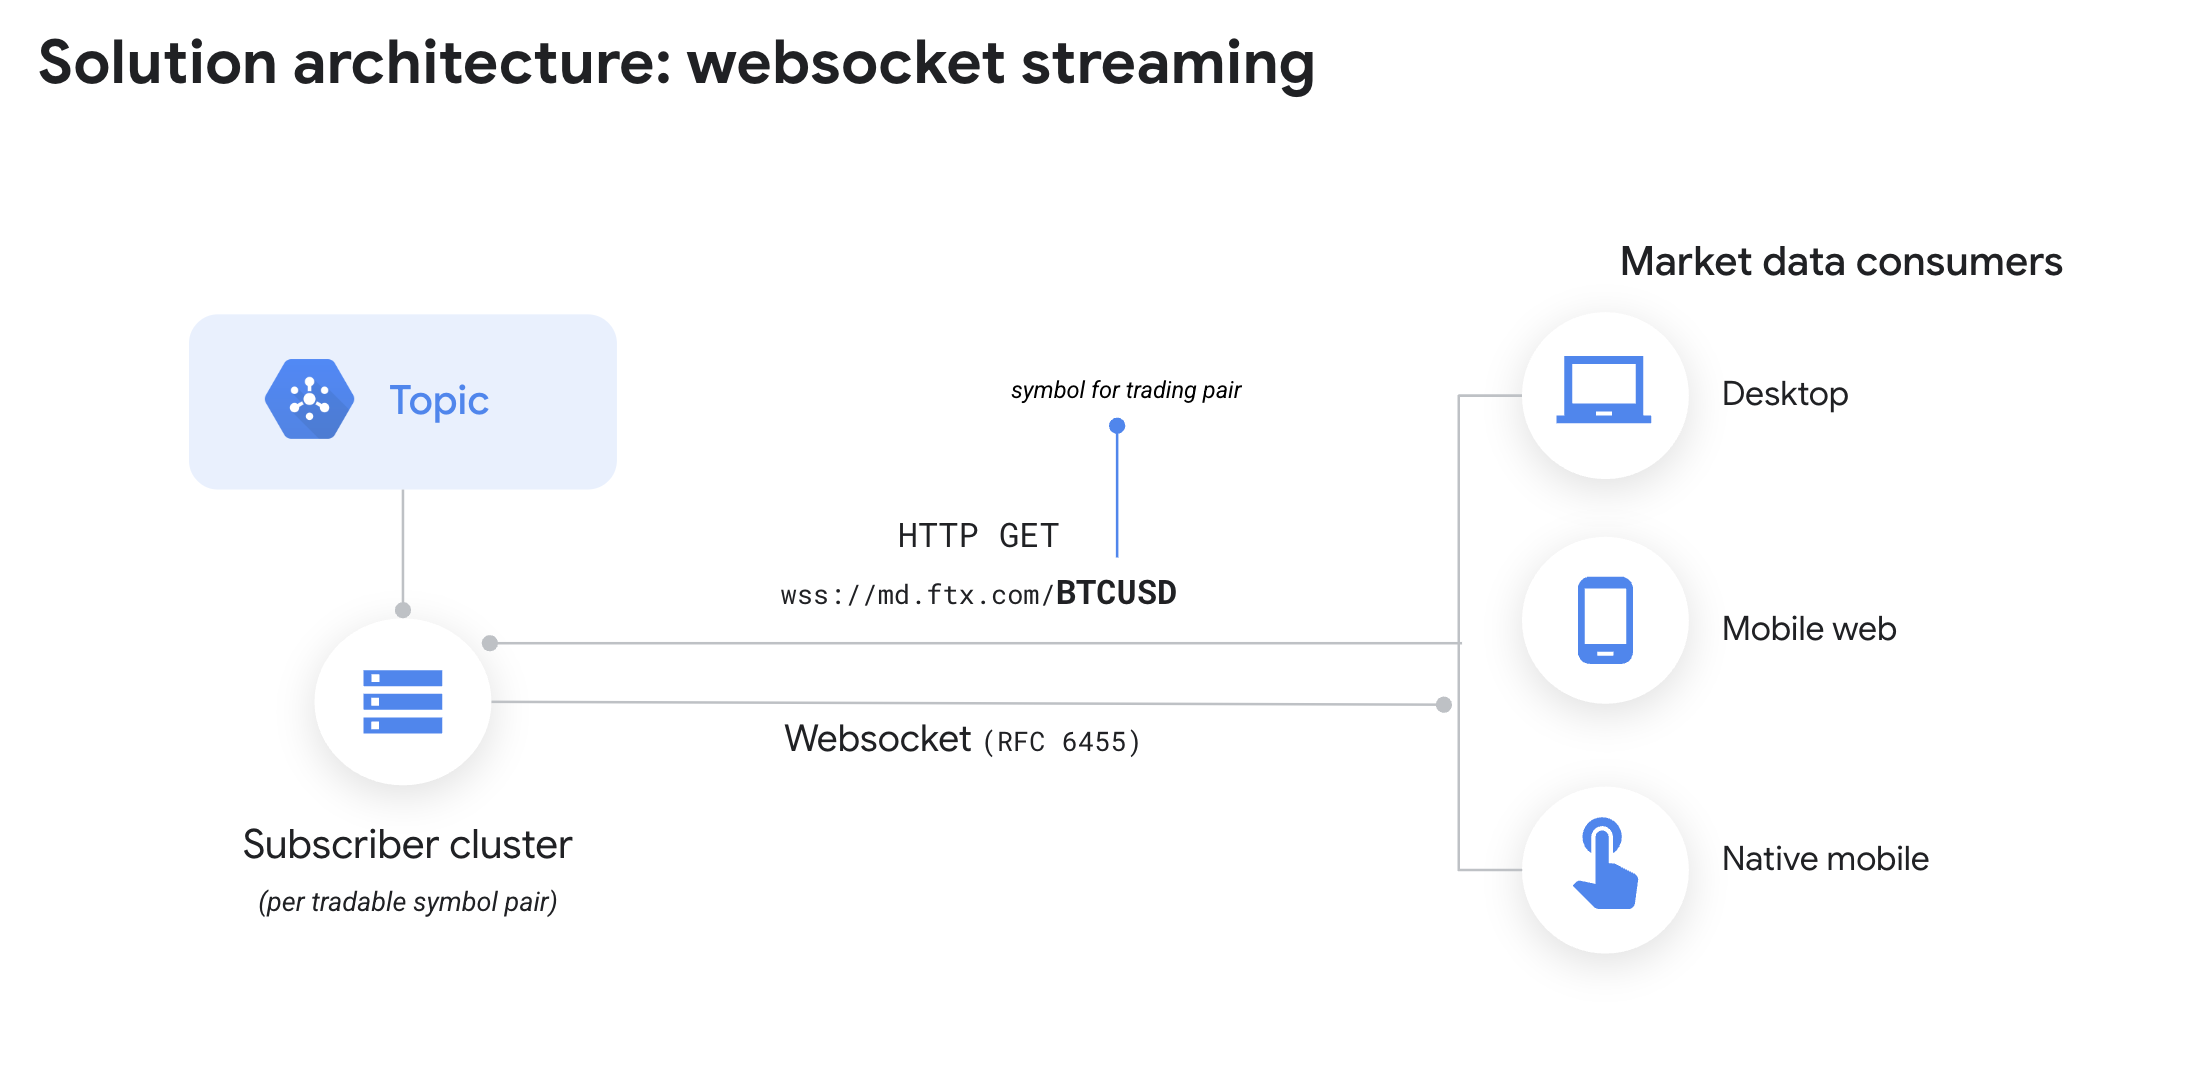 Solution architecture: websocket streaming
Market data consumers
Topic
symbol for trading pair
Desktop
HTTP GET
wss://md.ftx.com/BTCUSD
Mobile web
Websocket (RFC 6455)
Subscriber cluster
(per tradable symbol pair)
Native mobile